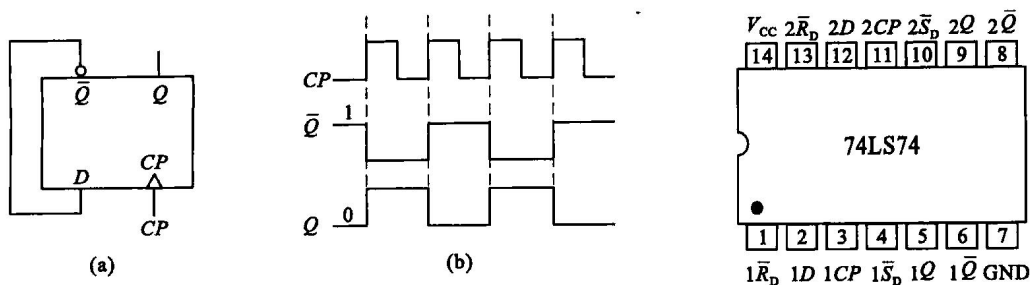 Q̅ Q
CP
D
CP
(a)
CP
Q̅ 1
Q 0
(b)
V_CC 2R̅_D 2D 2CP 2S̅_D 2Q 2Q̅
14 13 12 11 10 9 8
74LS74
1 2 3 4 5 6 7
1R̅_D 1D 1CP 1S̅_D 1Q 1Q̅ GND